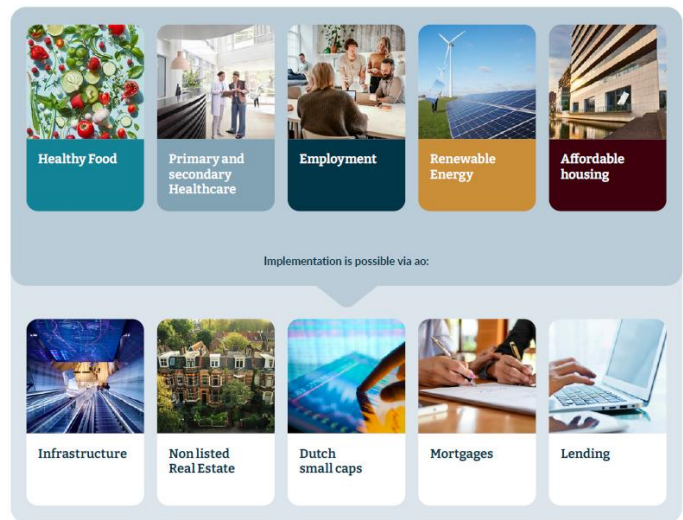 Healthy Food
Primary and
secondary
Healthcare
Employment
Renewable
Energy
Affordable
housing
Implementation is possible via ao:
Infrastructure
Non listed
Real Estate
Dutch
small caps
Mortgages
Lending